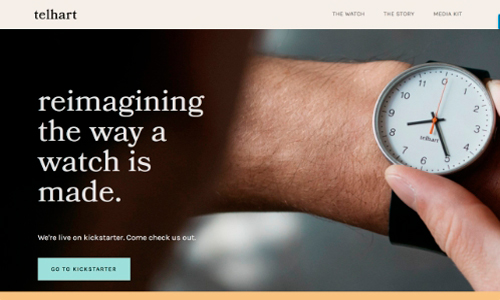 telhart
THE WATCH THE STORY MEDIA KIT
reimagining
the way a
watch is
made.
We're live on kickstarter. Come check us out.
GO TO KICKSTARTER
0
1
2
3
4
5
6
7
8
9
10
11
telhart